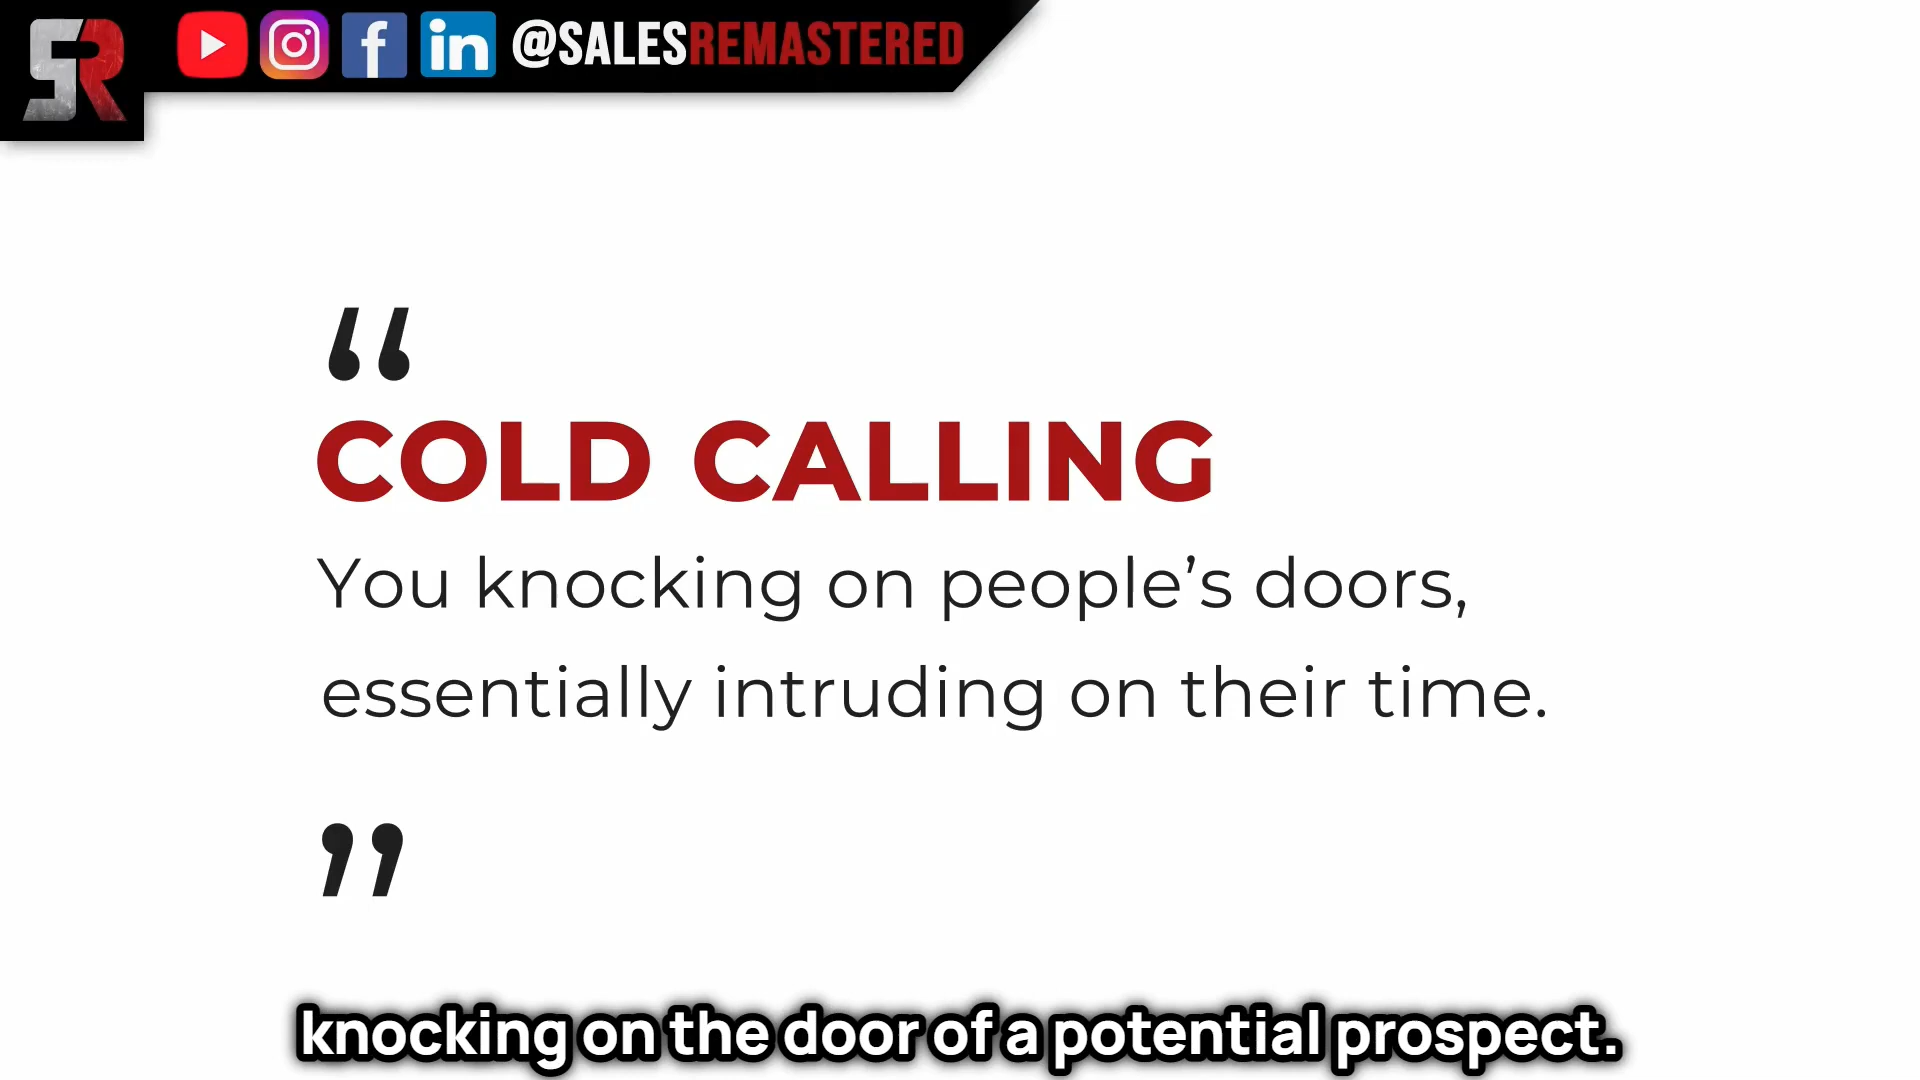 SR
@SALESREMASTERED
“
COLD CALLING
You knocking on people’s doors,
essentially intruding on their time.
”
knocking on the door of a potential prospect.